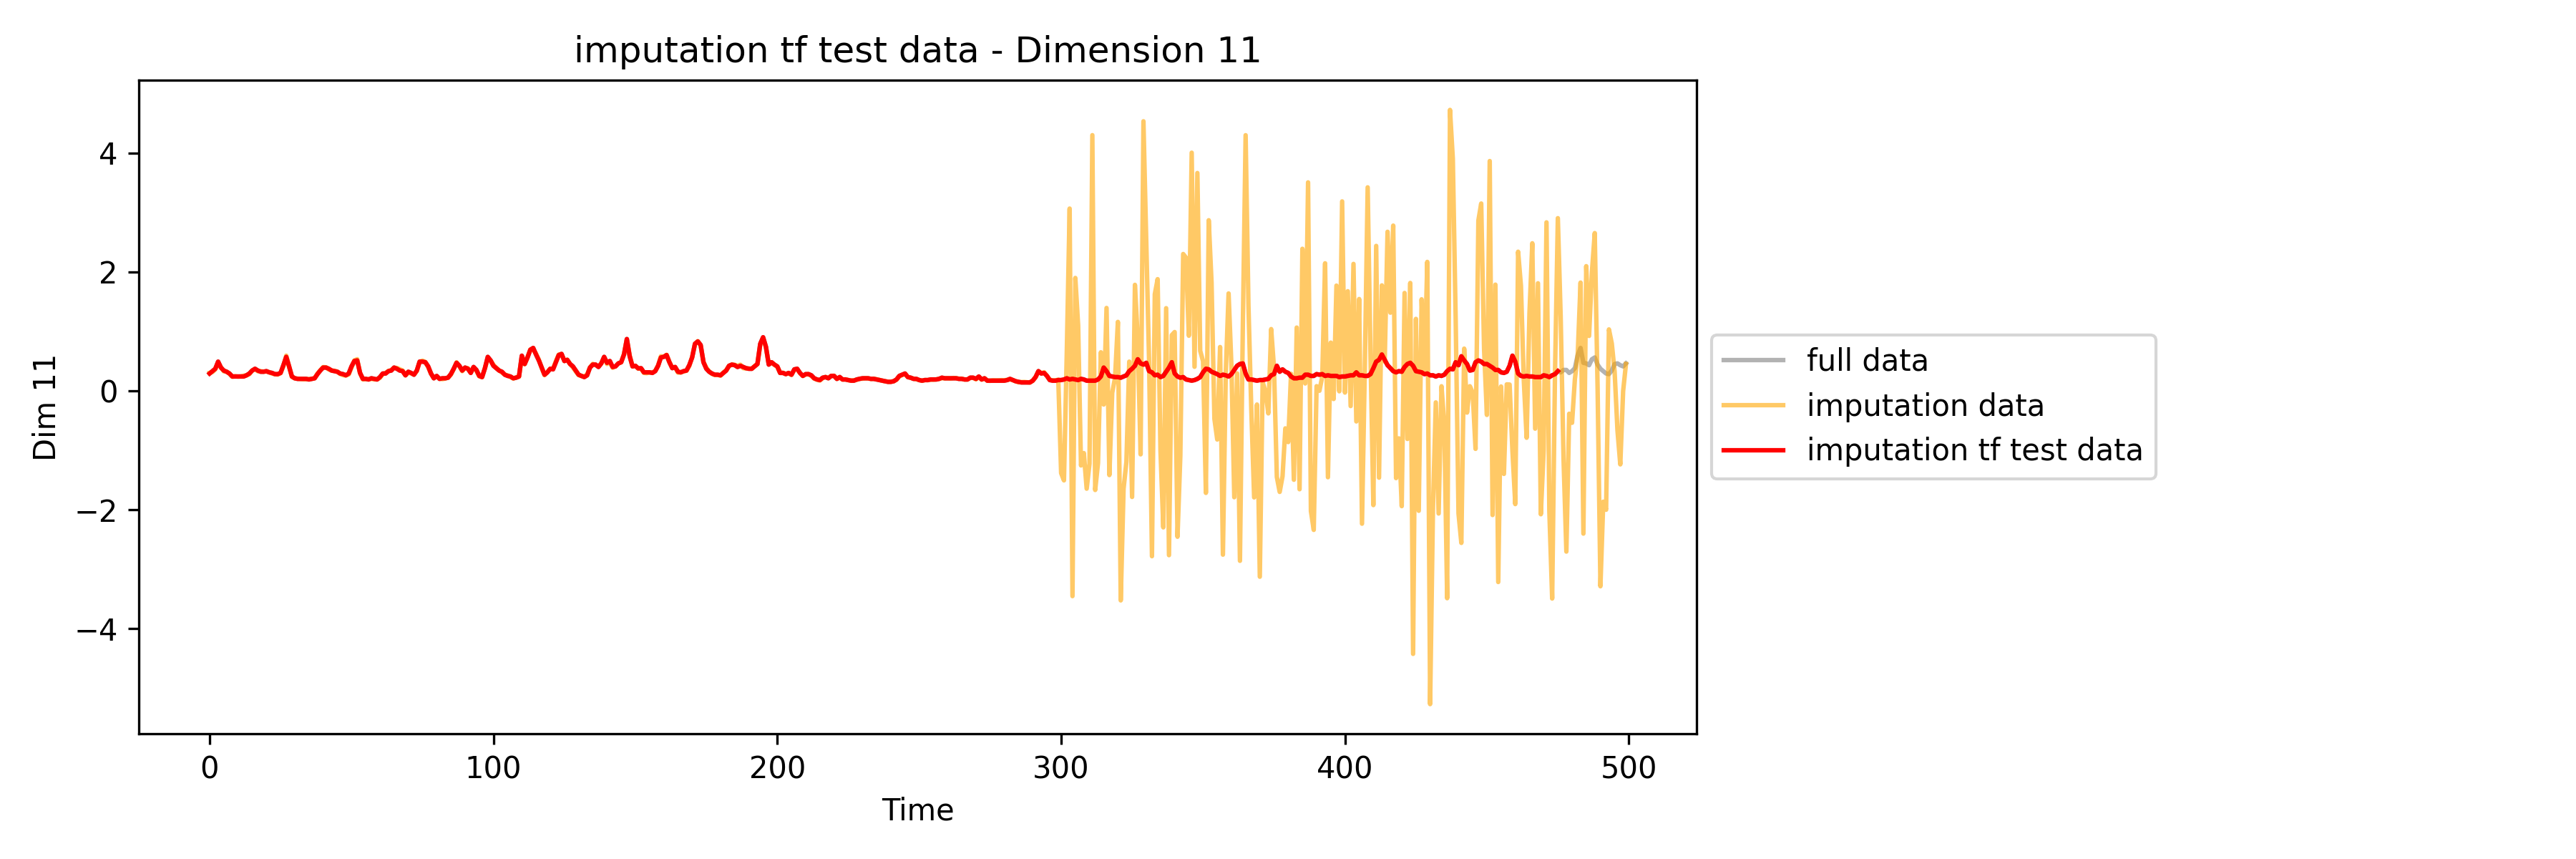 imputation tf test data - Dimension 11
Dim 11
4
2
0
−2
−4
0 100 200 300 400 500
Time
full data
imputation data
imputation tf test data